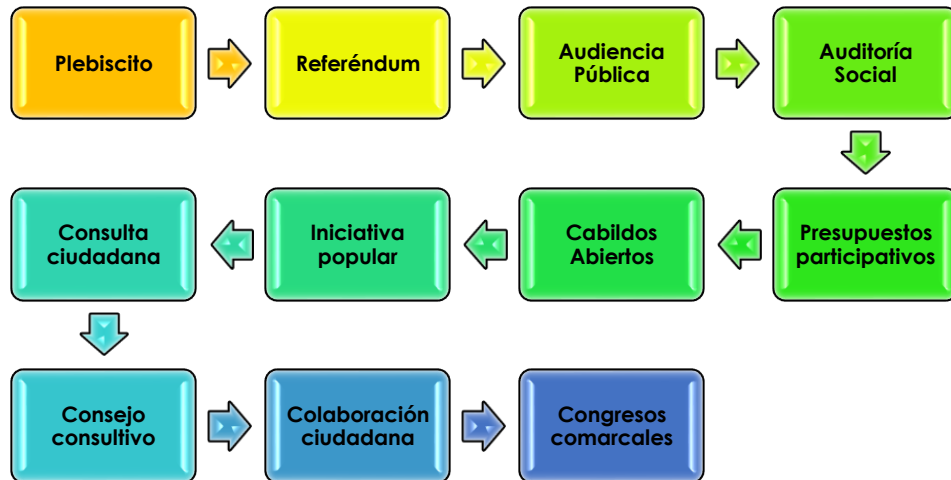 Plebiscito
Referéndum
Audiencia
Pública
Auditoría
Social
Presupuestos
participativos
Cabildos
Abiertos
Iniciativa
popular
Consulta
ciudadana
Consejo
consultivo
Colaboración
ciudadana
Congresos
comarcales